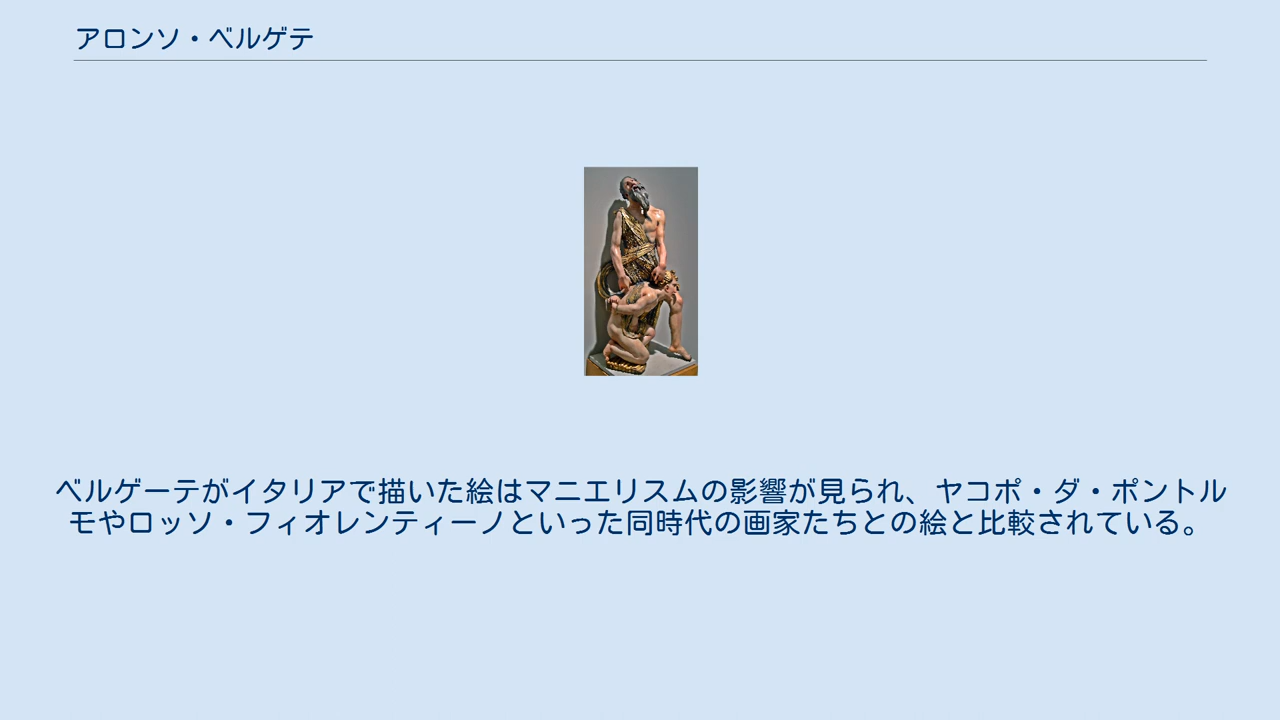 アロンソ・ベルゲテ
ベルゲーテがイタリアで描いた絵はマニエリスムの影響が見られ、ヤコポ・ダ・ポントル
モやロッソ・フィオレンティーノといった同時代の画家たちとの絵と比較されている。